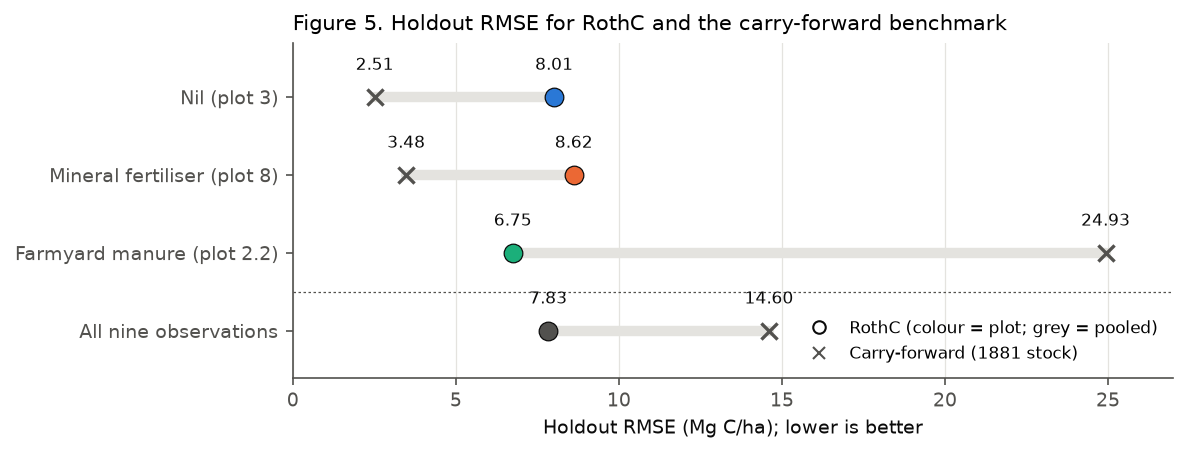 Figure 5. Holdout RMSE for RothC and the carry-forward benchmark
2.51 8.01
Nil (plot 3)
3.48 8.62
Mineral fertiliser (plot 8)
6.75 24.93
Farmyard manure (plot 2.2)
7.83 14.60
All nine observations
RothC (colour = plot; grey = pooled)
Carry-forward (1881 stock)
0 5 10 15 20 25
Holdout RMSE (Mg C/ha); lower is better